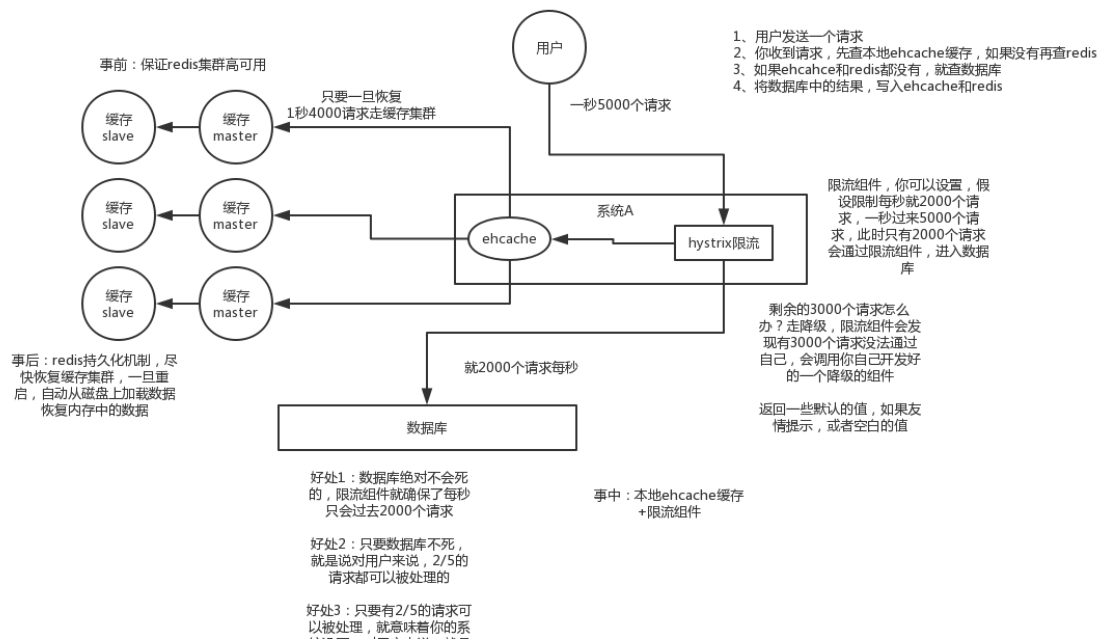 用户
1、用户发送一个请求
2、你收到请求，先查本地ehcache缓存，如果没有再查redis
3、如果ehcahce和redis都没有，就查数据库
4、将数据库中的结果，写入ehcache和redis
事前：保证redis集群高可用
只要一旦恢复
1秒4000请求走缓存集群
一秒5000个请求
缓存
slave
缓存
master
缓存
slave
缓存
master
缓存
slave
缓存
master
系统A
ehcache
hystrix限流
限流组件，你可以设置，假
设限制每秒就2000个请
求，一秒过来5000个请
求，此时只有2000个请求
会通过限流组件，进入数据
库
剩余的3000个请求怎么
办？走降级，限流组件会发
现有3000个请求没法通过
自己，会调用你自己开发好
的一个降级的组件
返回一些默认的值，如果友
情提示，或者空白的值
事后：redis持久化机制，尽
快恢复缓存集群，一旦重
启，自动从磁盘上加载数据
恢复内存中的数据
就2000个请求每秒
数据库
好处1：数据库绝对不会死
的，限流组件就确保了每秒
只会过去2000个请求
好处2：只要数据库不死，
就是说对用户来说，2/5的
请求都可以被处理的
好处3：只要有2/5的请求可
以被处理，就意味着你的系
事中：本地ehcache缓存
+限流组件